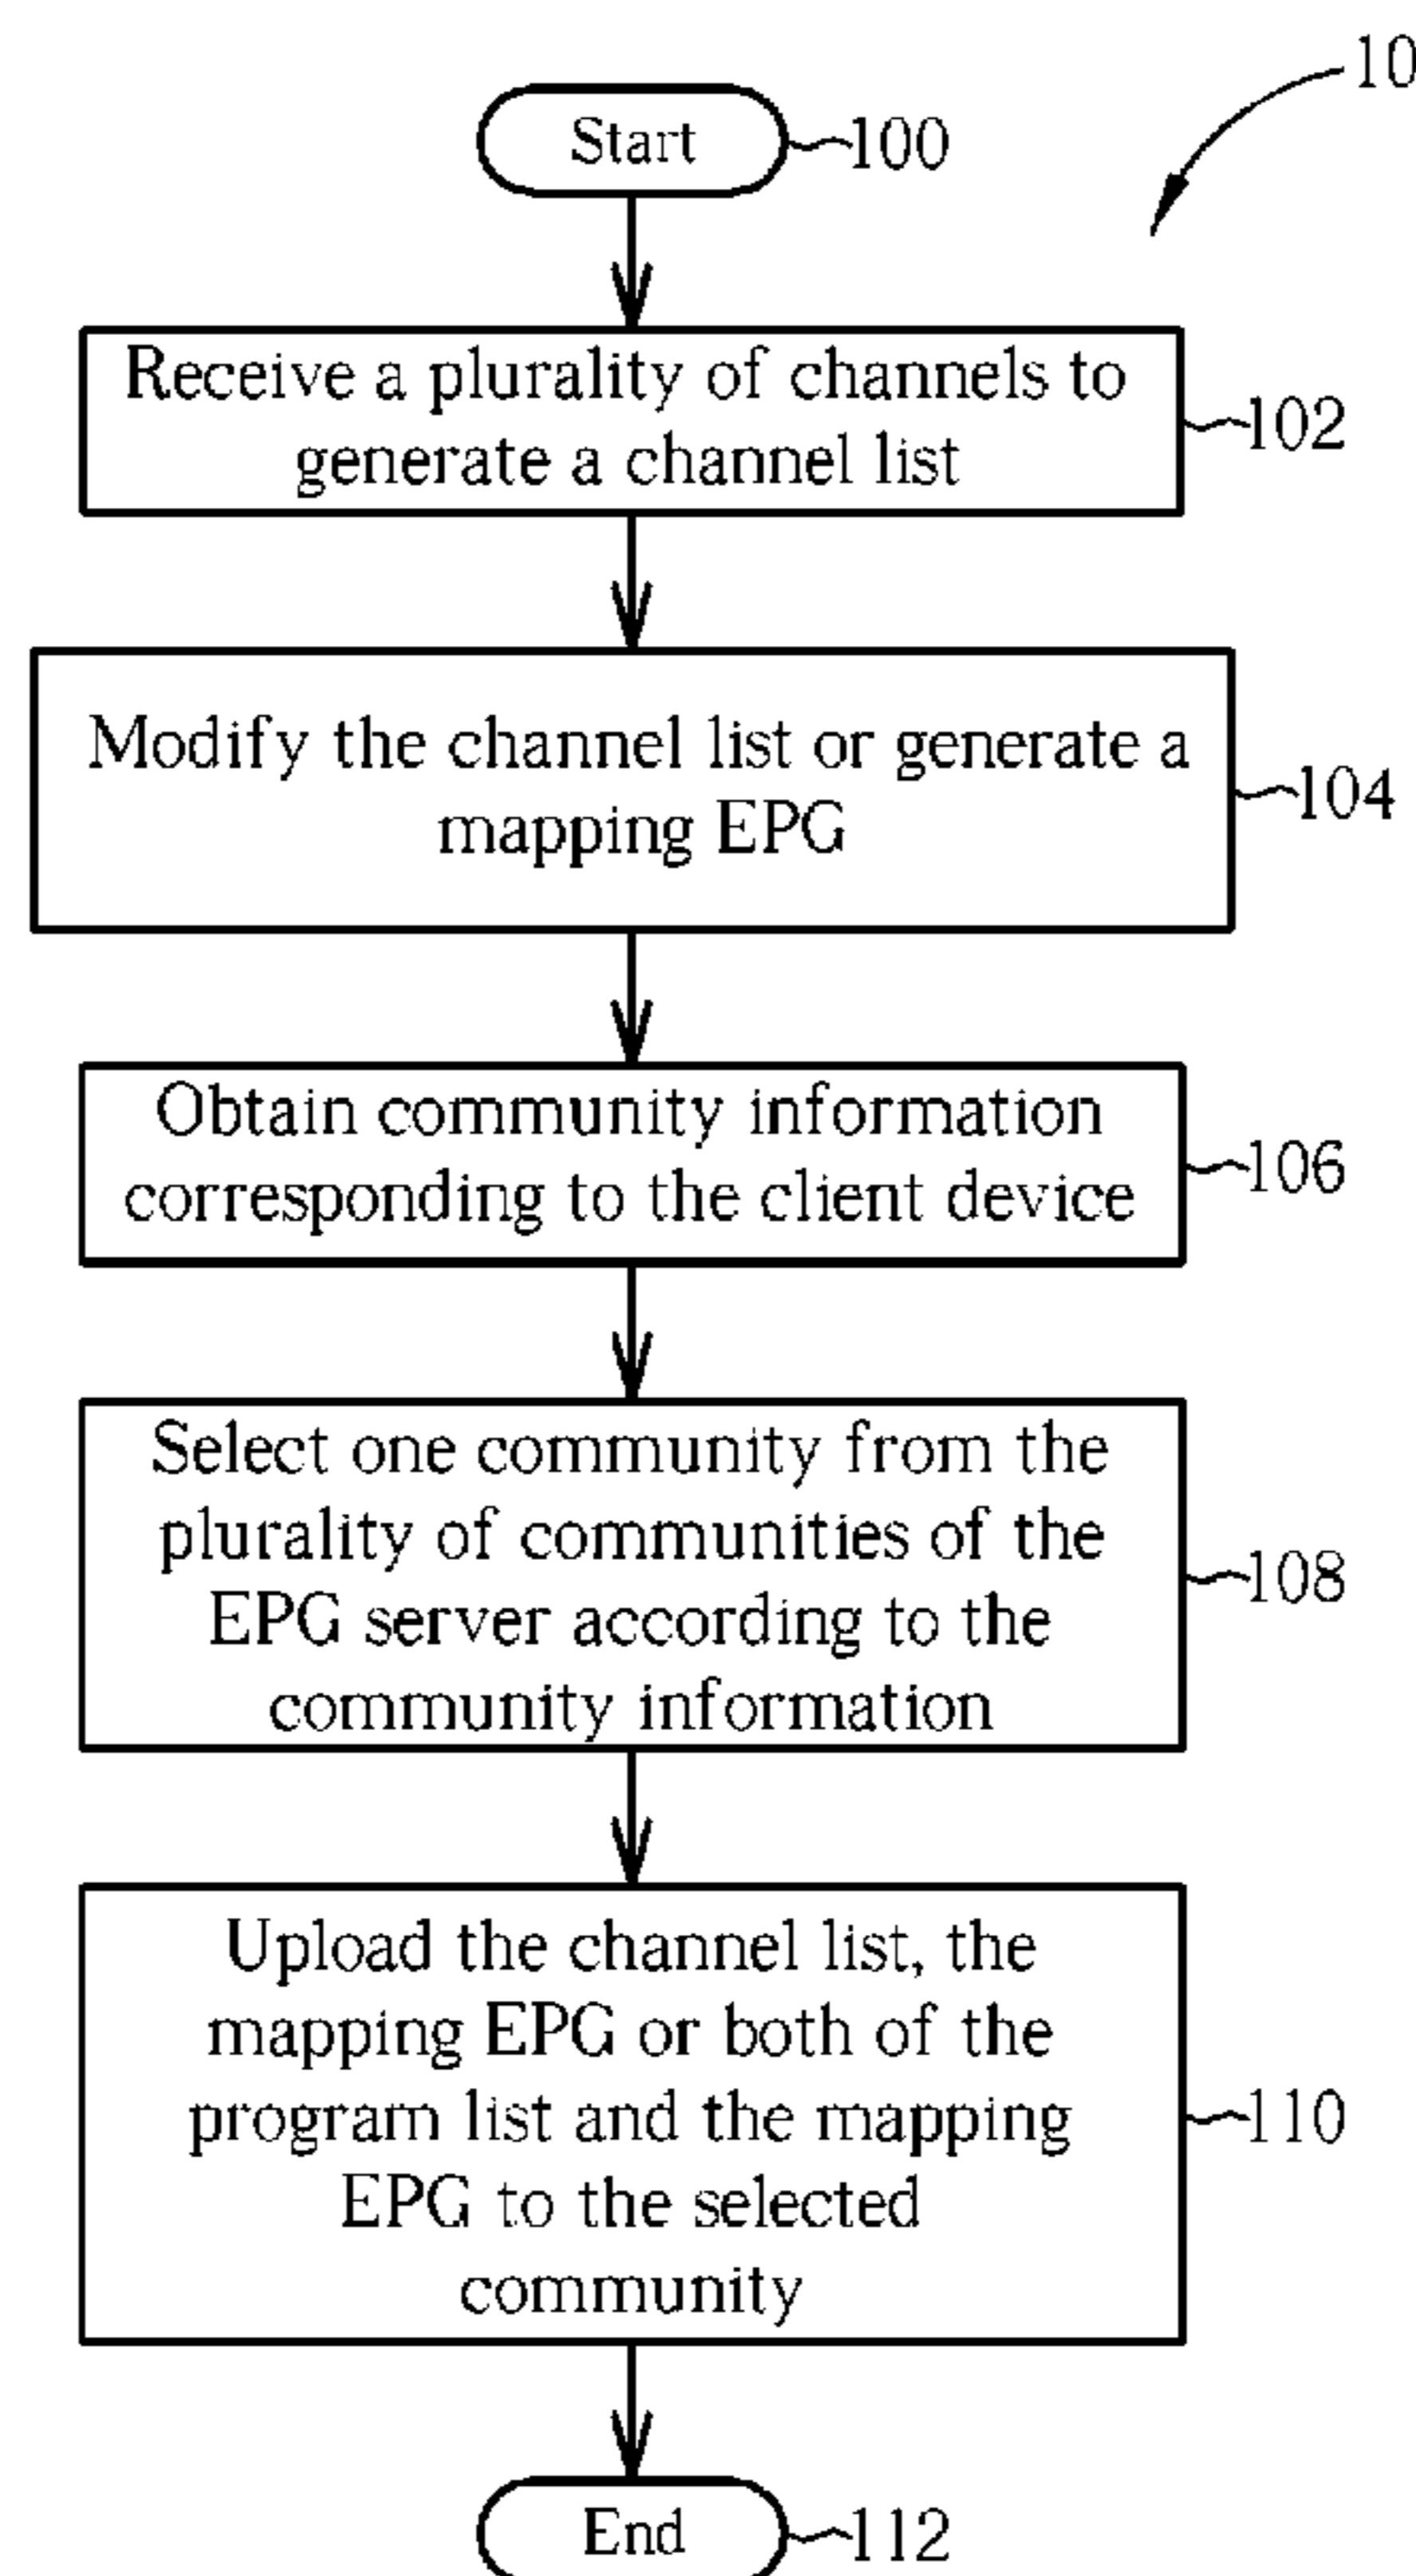 10
Start
100
Receive a plurality of channels to
generate a channel list
102
Modify the channel list or generate a
mapping EPG
104
Obtain community information
corresponding to the client device
106
Select one community from the
plurality of communities of the
EPG server according to the
community information
108
Upload the channel list, the
mapping EPG or both of the
program list and the mapping
EPG to the selected
community
110
End
112